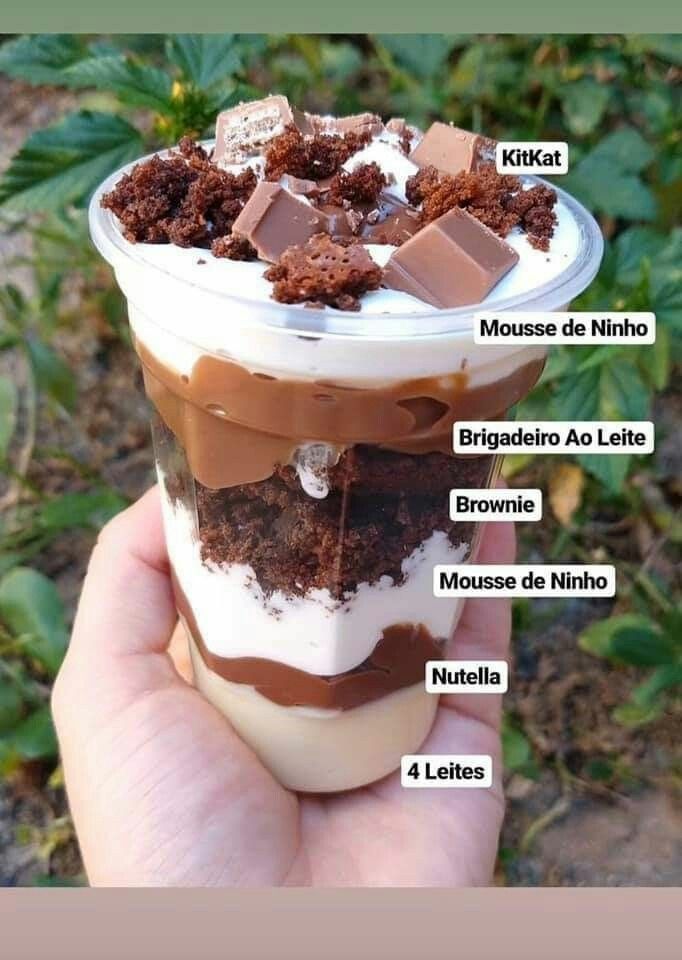 KitKat
Mousse de Ninho
Brigadeiro Ao Leite
Brownie
Mousse de Ninho
Nutella
4 Leites